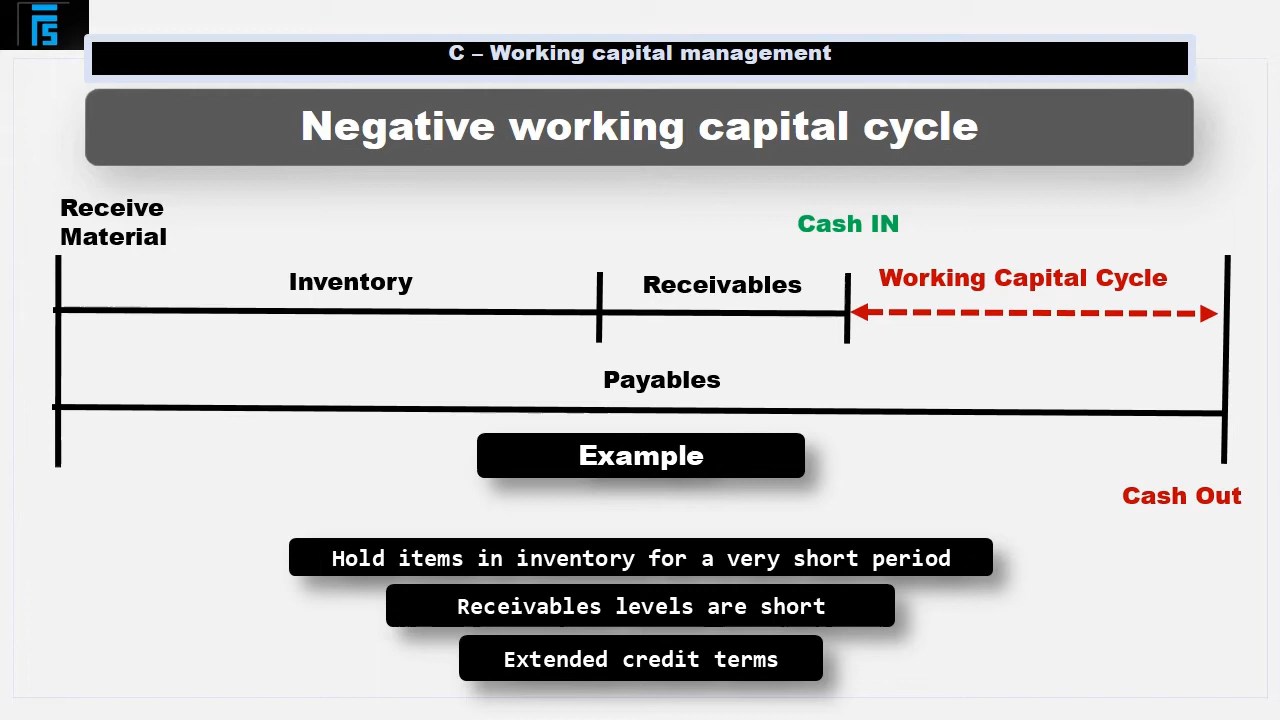 C – Working capital management
Negative working capital cycle
Receive
Material
Cash IN
Inventory
Receivables
Working Capital Cycle
Payables
Example
Cash Out
Hold items in inventory for a very short period
Receivables levels are short
Extended credit terms